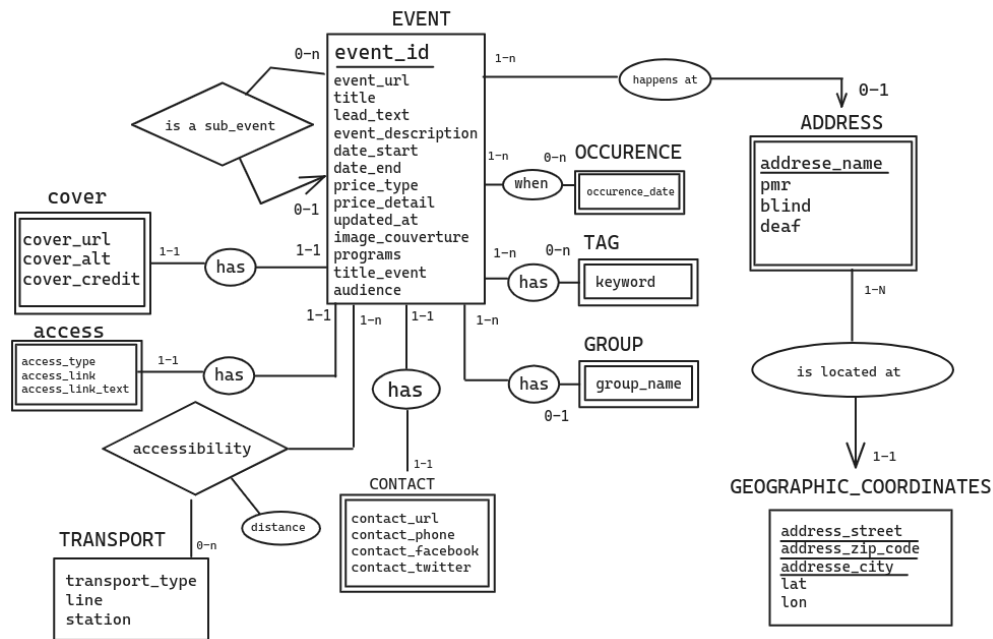 EVENT
0-n
event_id
1-n
event_url
happens at
title
0-1
lead_text
is a sub_event
ADDRESS
event_description
date_start
1-n
0-n
OCCURENCE
addrese_name
date_end
when
occurence_date
pmr
price_type
blind
cover
price_detail
deaf
0-1
updated_at
cover_url
image_couverture
TAG
cover_alt
1-1
has
1-1
programs
1-n
0-n
cover_credit
title_event
has
keyword
audience
1-N
access
1-1
1-n
1-1
1-n
GROUP
access_type
1-1
access_link
has
access_link_text
has
has
group_name
0-1
is located at
accessibility
1-1
1-1
CONTACT
GEOGRAPHIC_COORDINATES
distance
contact_url
contact_phone
contact_facebook
contact_twitter
address_street
address_zip_code
addresse_city
lat
lon
TRANSPORT
0-n
transport_type
line
station